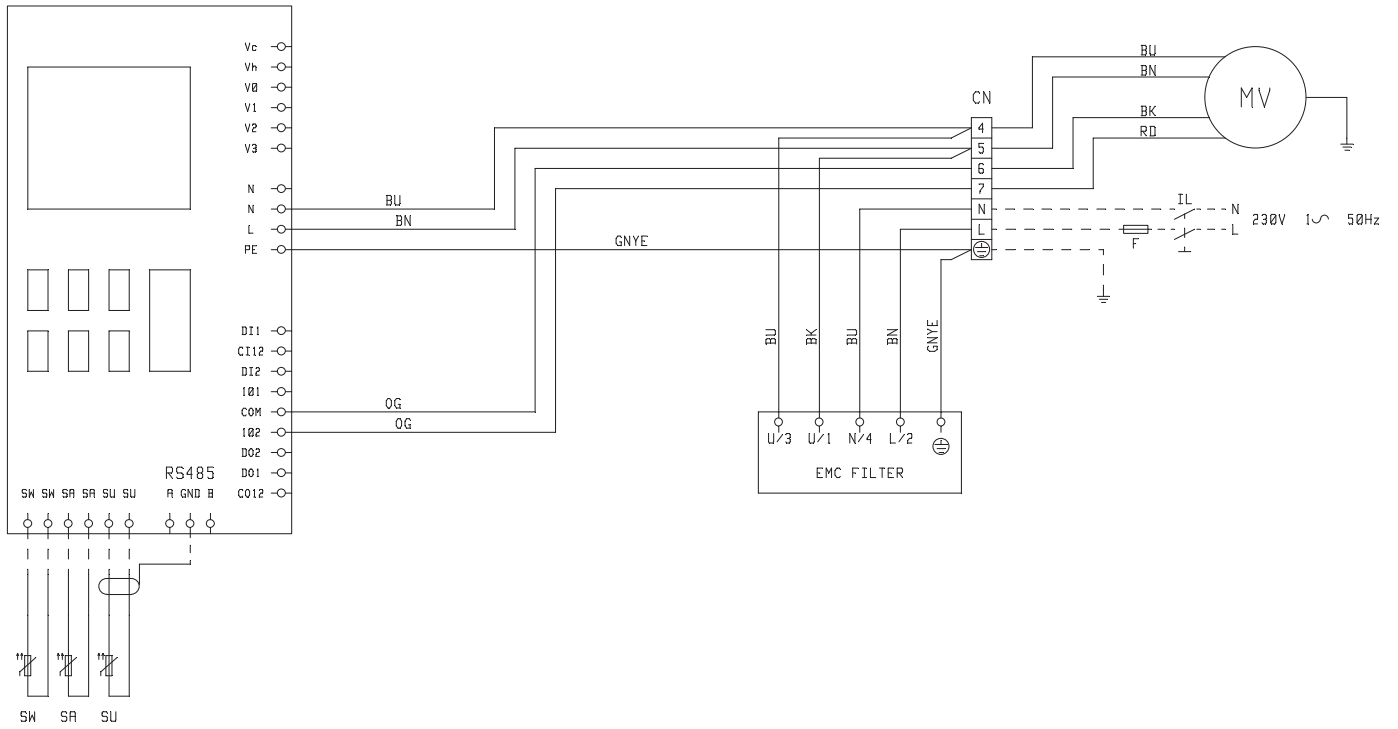 Vc
Vh
V0
V1
V2
V3
N
N
L
PE
DI1
CI12
DI2
I01
COM
I02
DO2
DO1
CO12
RS485
SW SW SA SA SU SU A GND B
SW SA SU
BU
BN
GNYE
OG
OG
CN
4
5
6
7
N
L
BU
BN
BK
RD
MV
IL
N
L
F
230V 1 50Hz
BU
BK
BU
BN
GNYE
U/3 U/1 N/4 L/2
EMC FILTER